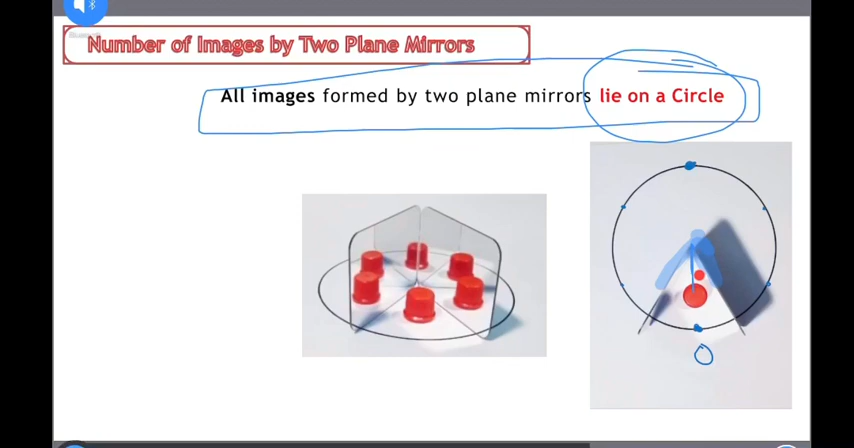 Number of Images by Two Plane Mirrors
All images formed by two plane mirrors lie on a Circle